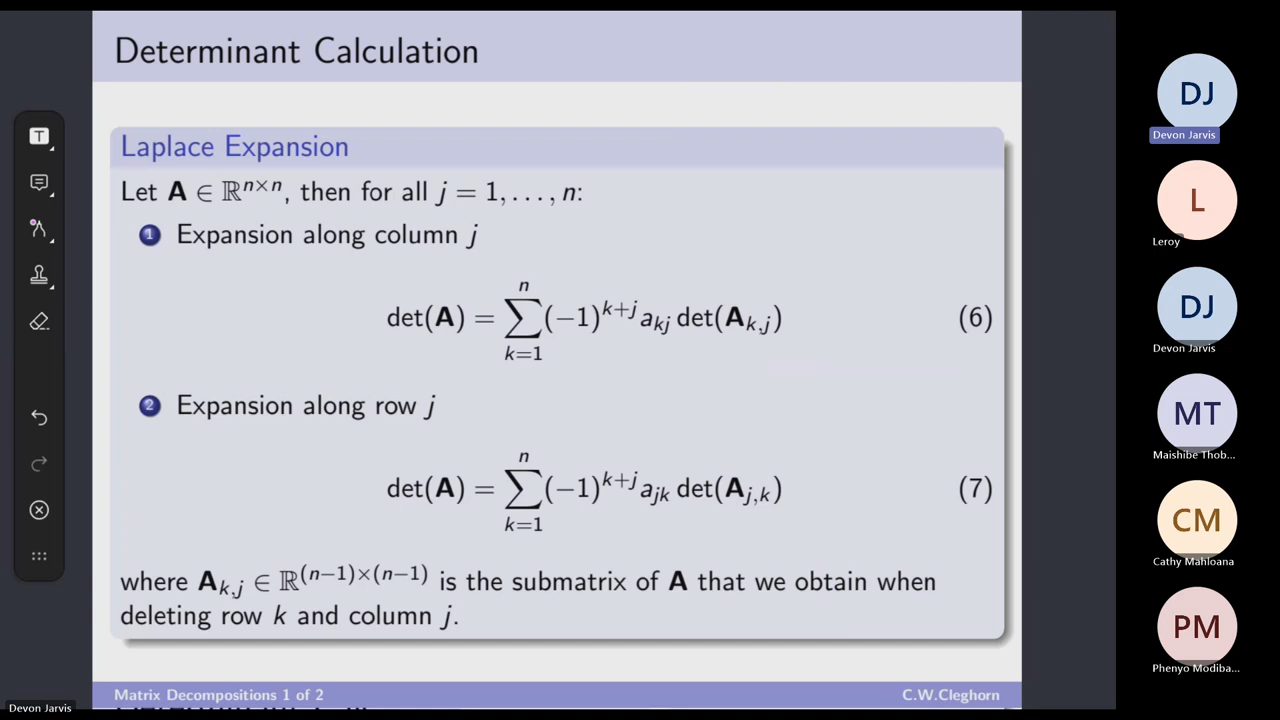 Determinant Calculation
Laplace Expansion
Let A ∈ ℝⁿˣⁿ, then for all j = 1, . . . , n:
1 Expansion along column j
det(A) = ∑_{k=1}^{n} (−1)^{k+j} a_{kj} det(A_{k,j}) (6)
2 Expansion along row j
det(A) = ∑_{k=1}^{n} (−1)^{k+j} a_{jk} det(A_{j,k}) (7)
where A_{k,j} ∈ ℝ^{(n−1)×(n−1)} is the submatrix of A that we obtain when
deleting row k and column j.
Matrix Decompositions 1 of 2 C.W.Cleghorn
T
DJ
Devon Jarvis
L
Leroy
DJ
Devon Jarvis
MT
Maishibe Thob...
CM
Cathy Mahloana
PM
Phenyo Modiba...
Devon Jarvis